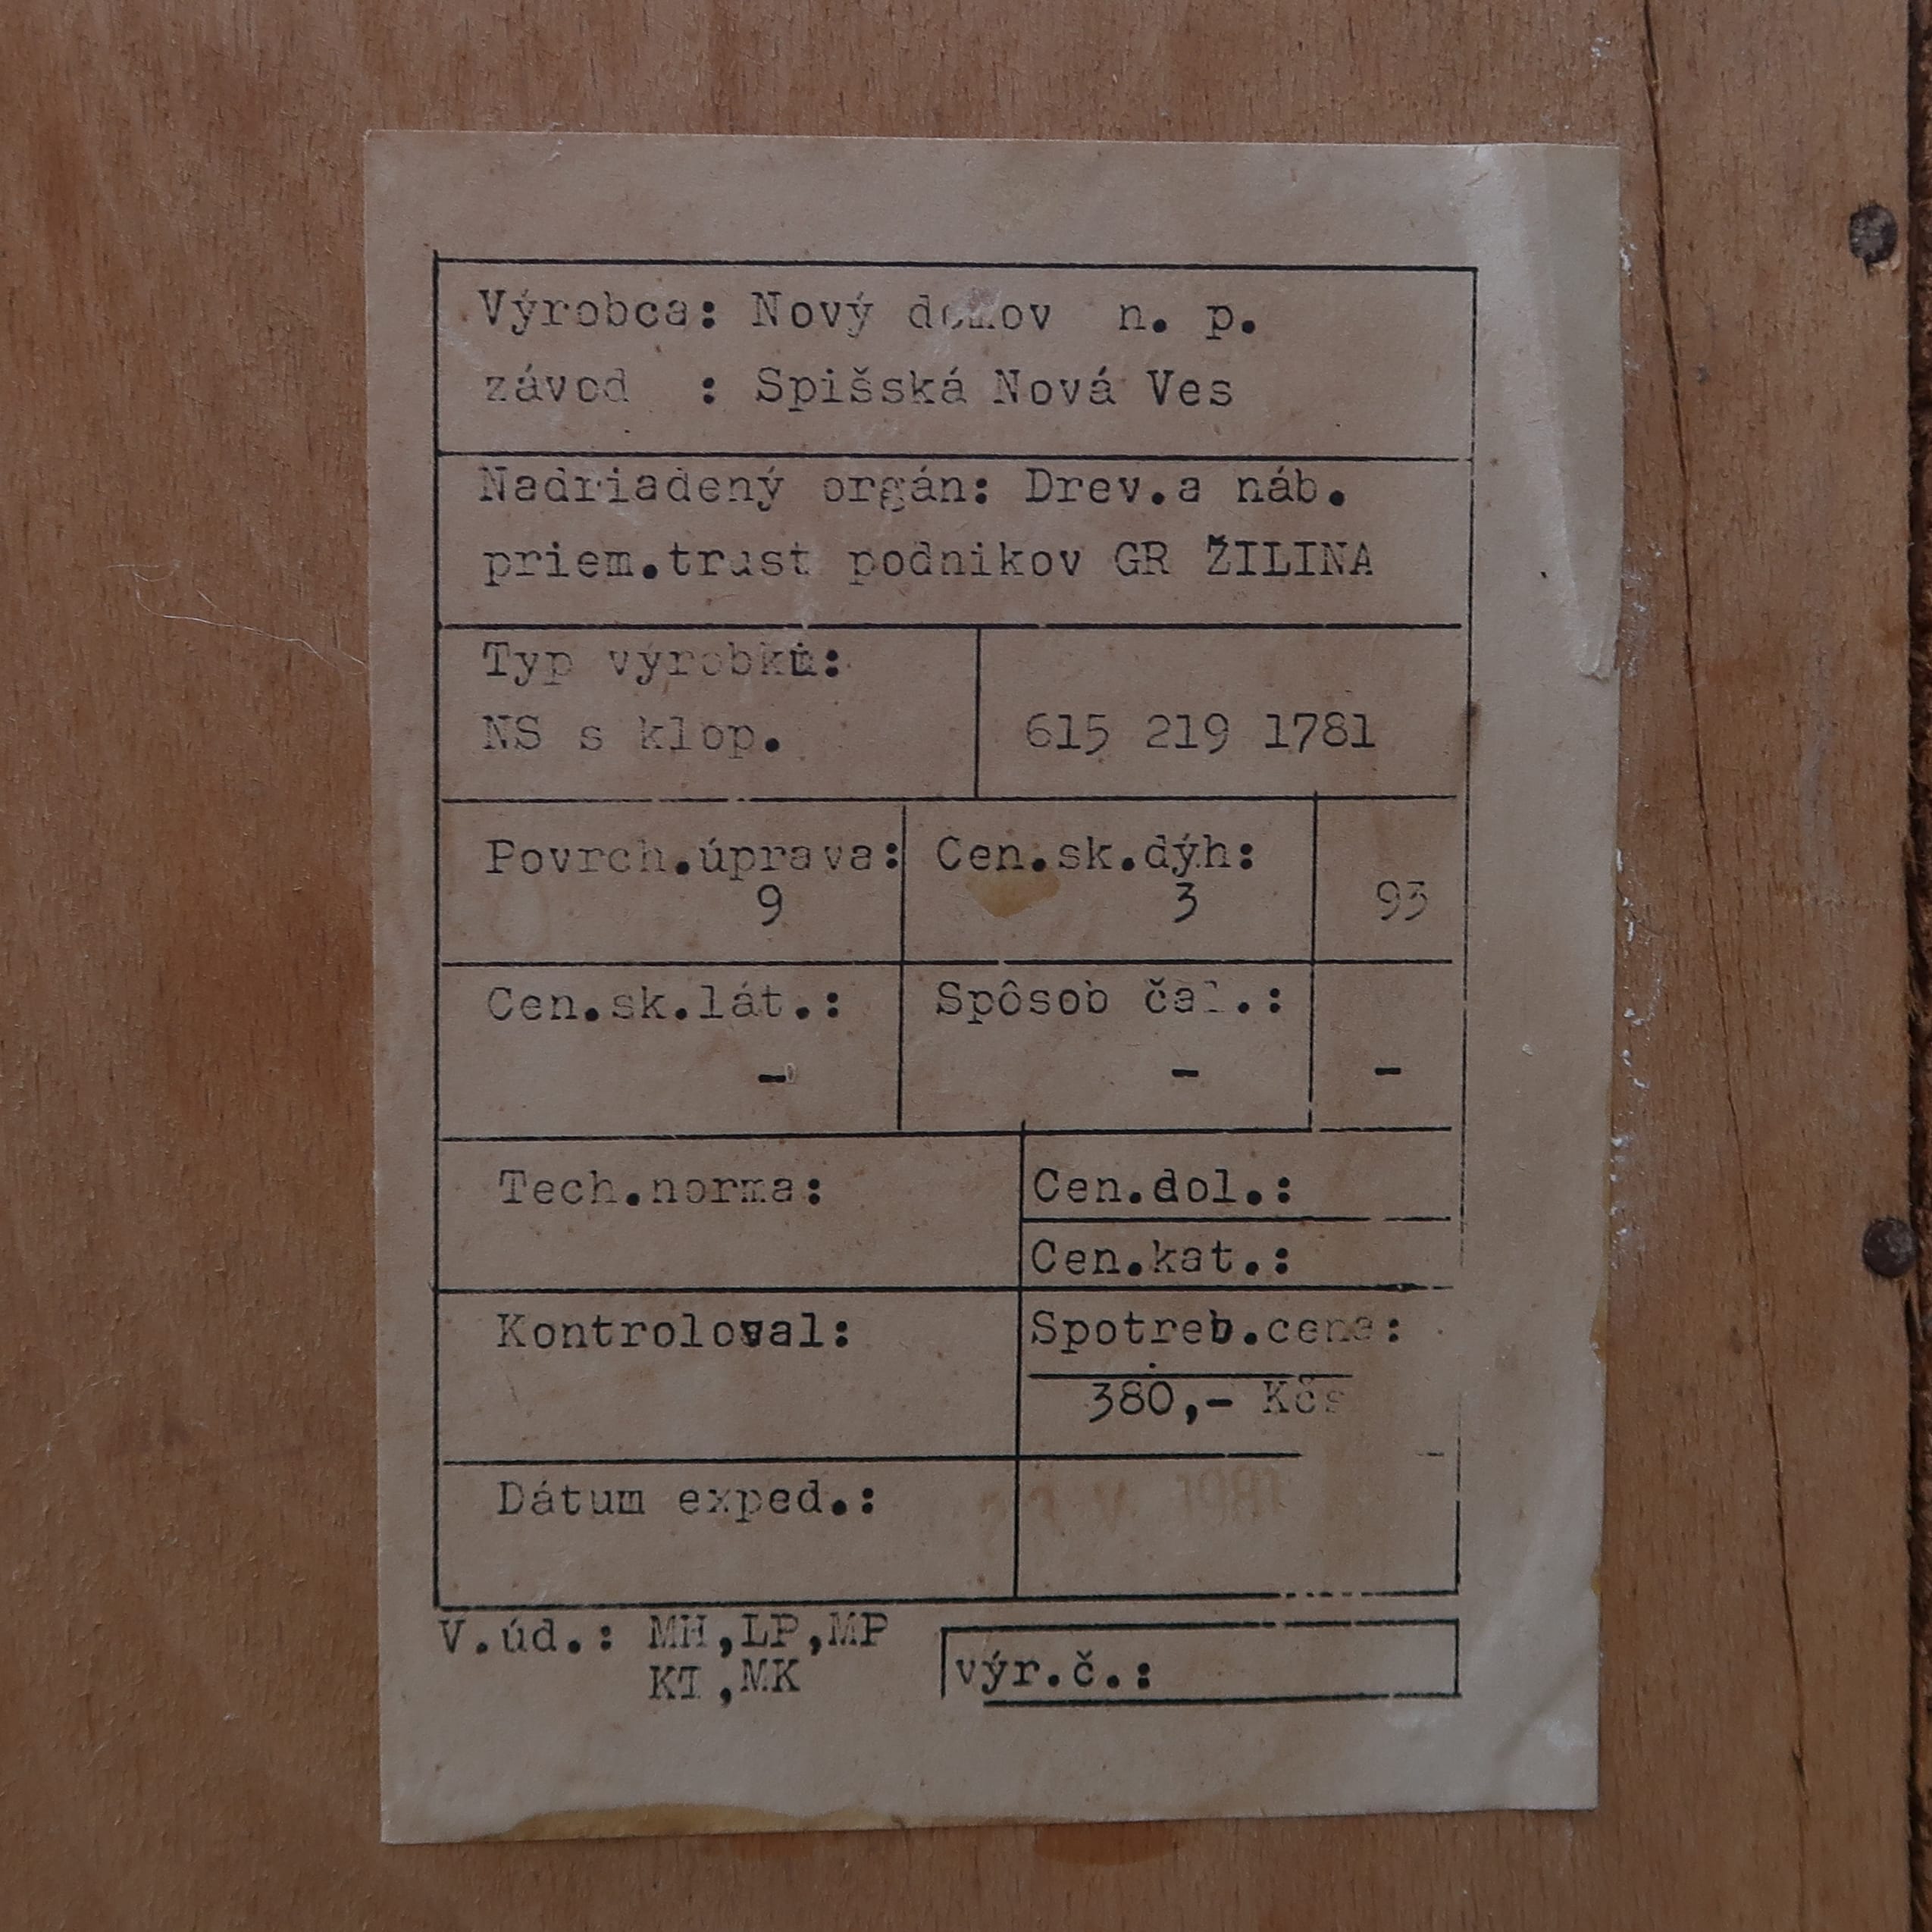 Výrobca: Nový domov n. p.
závod : Spišská Nová Ves
Nadriadený orgán: Drev.a náb.
priem.trust podnikov GR ŽILINA
Typ výrobku:
NS s klop. 615 219 1781
Povrch.úprava: Cen.sk.dýh:
9 3 93
Cen.sk.lát.: Spôsob čal.:
- - -
Tech.norma: Cen.dol.:
Cen.kat.:
Kontroloval: Spotreb.cena:
380,- Kčs
Dátum exped.:
V.úd.: MH,LP,MP
KT,MK výr.č.: